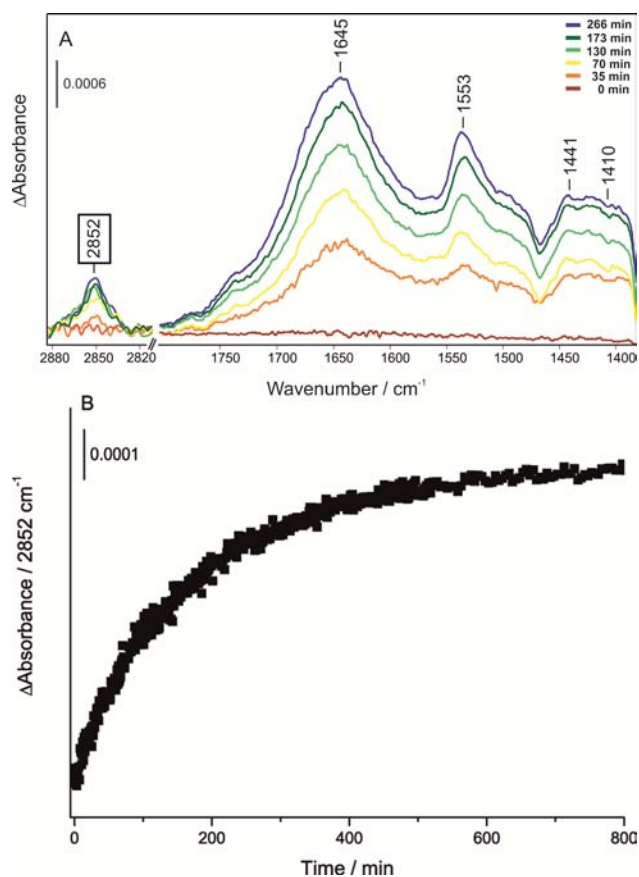 A
0.0006
ΔAbsorbance
2852
1645
1553
1441
1410
266 min
173 min
130 min
70 min
35 min
0 min
2880 2850 2820 1750 1700 1650 1600 1550 1500 1450 1400
Wavenumber / cm⁻¹
B
0.0001
ΔAbsorbance / 2852 cm⁻¹
0 200 400 600 800
Time / min